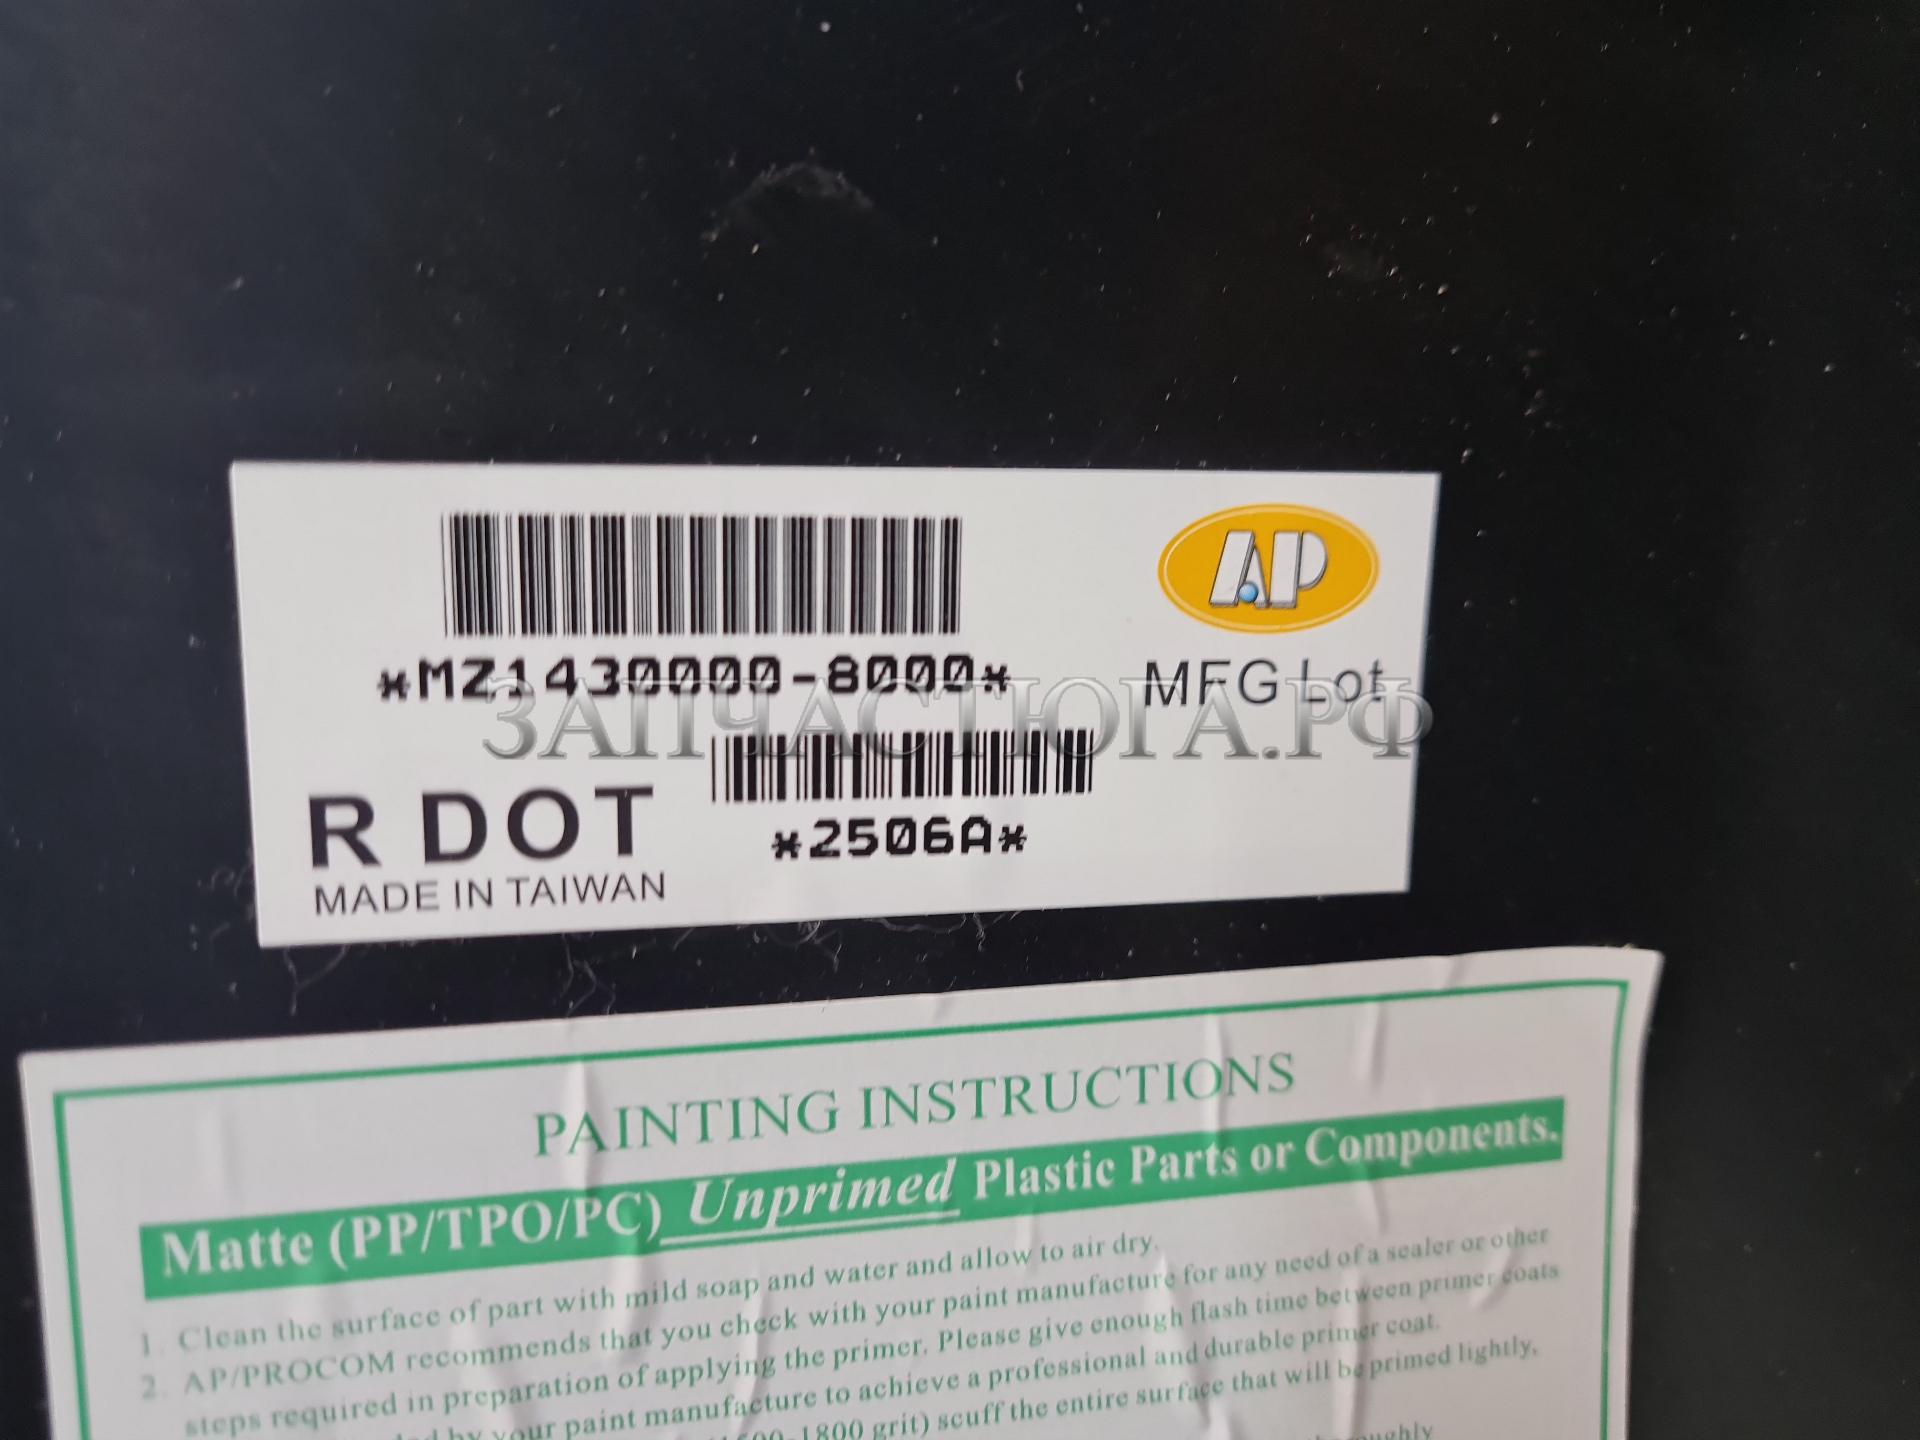 AP
*MZ1430000-8000*
MFG Lot
ЗАПЧАСТЮГА.РФ
R DOT
*2506A*
MADE IN TAIWAN
PAINTING INSTRUCTIONS
Matte (PP/TPO/PC) Unprimed Plastic Parts or Components.
1. Clean the surface of part with mild soap and water and allow to air dry.
2. AP/PROCOM recommends that you check with your paint manufacture for any need of a sealer or other
steps required in preparation of applying the primer. Please give enough flash time between primer coats
by your paint manufacture to achieve a professional and durable primer coat.
1800 grit) scuff the entire surface that will be primed lightly.